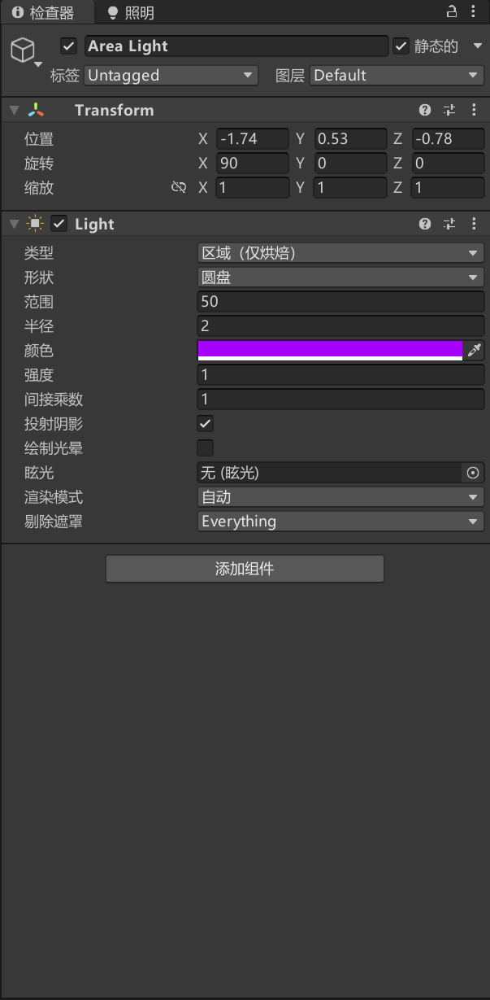 检查器 照明
Area Light 静态的
标签 Untagged 图层 Default
Transform
位置 X -1.74 Y 0.53 Z -0.78
旋转 X 90 Y 0 Z 0
缩放 X 1 Y 1 Z 1
Light
类型 区域（仅烘焙）
形状 圆盘
范围 50
半径 2
颜色
强度 1
间接乘数 1
投射阴影
绘制光晕
眩光 无 (眩光)
渲染模式 自动
剔除遮罩 Everything
添加组件